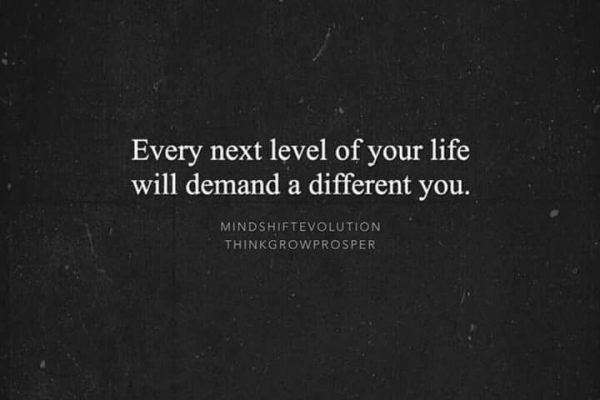 Every next level of your life
will demand a different you.
MINDSHIFTEVOLUTION
THINKGROWPROSPER